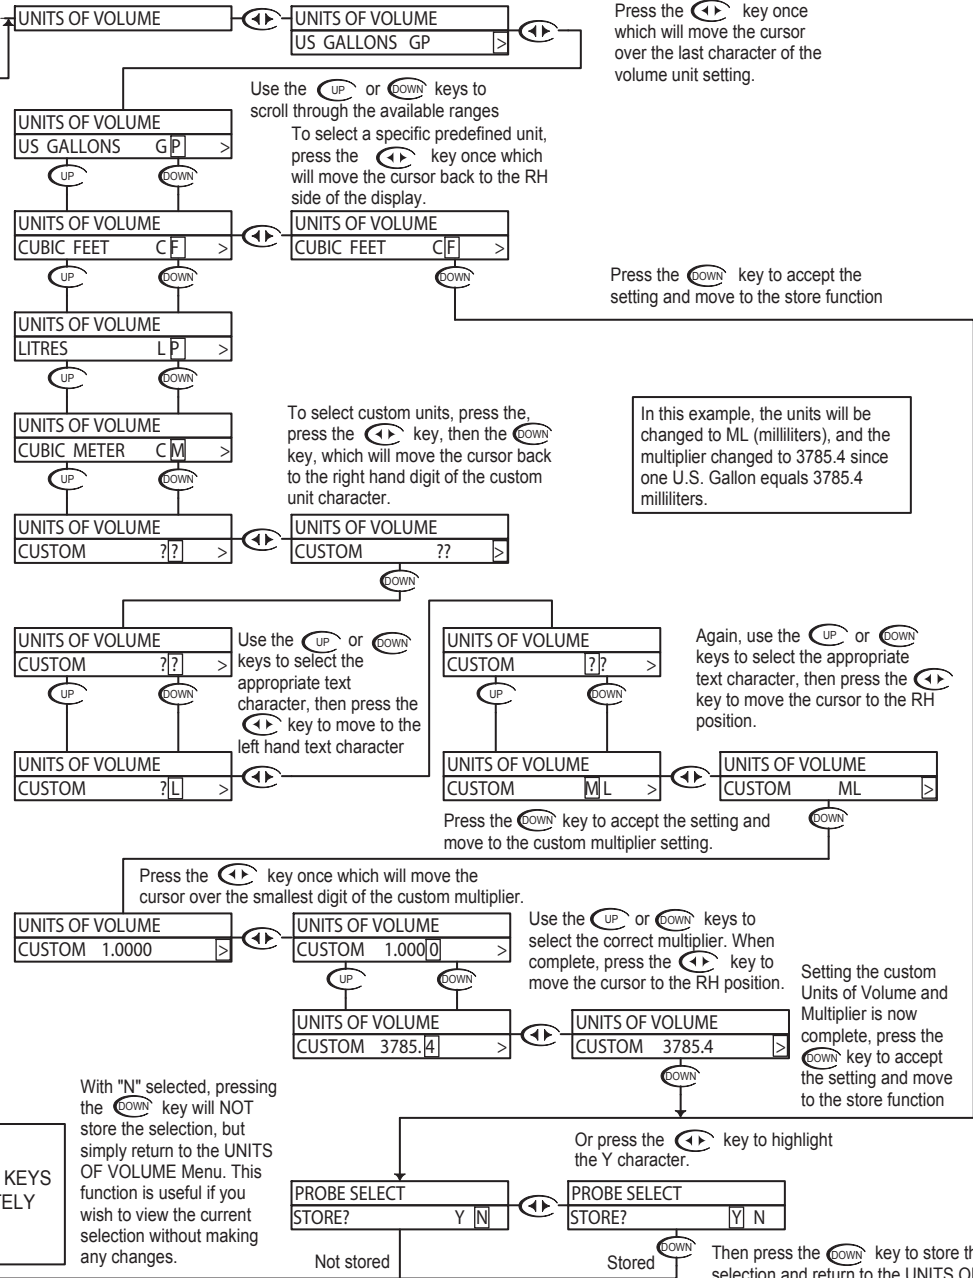 UNITS OF VOLUME
UNITS OF VOLUME
US GALLONS GP >
Press the key once
which will move the cursor
over the last character of the
volume unit setting.
Use the UP or DOWN keys to
scroll through the available ranges
To select a specific predefined unit,
press the key once which
will move the cursor back to the RH
side of the display.
UNITS OF VOLUME
US GALLONS GP >
UP DOWN
UNITS OF VOLUME
CUBIC FEET CF >
UNITS OF VOLUME
CUBIC FEET CF >
UP DOWN
DOWN
Press the DOWN key to accept the
setting and move to the store function
UNITS OF VOLUME
LITRES LP >
UP DOWN
UNITS OF VOLUME
CUBIC METER CM >
UP DOWN
To select custom units, press the,
press the key, then the DOWN
key, which will move the cursor back
to the right hand digit of the custom
unit character.
In this example, the units will be
changed to ML (milliliters), and the
multiplier changed to 3785.4 since
one U.S. Gallon equals 3785.4
milliliters.
UNITS OF VOLUME
CUSTOM ?? >
UNITS OF VOLUME
CUSTOM ?? >
DOWN
UNITS OF VOLUME
CUSTOM ?? >
UP DOWN
Use the UP or DOWN
keys to select the
appropriate text
character, then press the
key to move to the
left hand text character
UNITS OF VOLUME
CUSTOM ?? >
UP DOWN
Again, use the UP or DOWN
keys to select the appropriate
text character, then press the
key to move the cursor to the RH
position.
UNITS OF VOLUME
CUSTOM ?L >
UNITS OF VOLUME
CUSTOM ML >
UNITS OF VOLUME
CUSTOM ML >
DOWN
Press the DOWN key to accept the setting and
move to the custom multiplier setting.
Press the key once which will move the
cursor over the smallest digit of the custom multiplier.
UNITS OF VOLUME
CUSTOM 1.0000 >
UNITS OF VOLUME
CUSTOM 1.0000 >
UP DOWN
Use the UP or DOWN keys to
select the correct multiplier. When
complete, press the key to
move the cursor to the RH position.
UNITS OF VOLUME
CUSTOM 3785.4 >
UNITS OF VOLUME
CUSTOM 3785.4 >
DOWN
Setting the custom
Units of Volume and
Multiplier is now
complete, press the
DOWN key to accept
the setting and move
to the store function
With "N" selected, pressing
the DOWN key will NOT
store the selection, but
simply return to the UNITS
OF VOLUME Menu. This
function is useful if you
wish to view the current
selection without making
any changes.
KEYS
Or press the key to highlight
the Y character.
PROBE SELECT
STORE? Y N
PROBE SELECT
STORE? Y N
Not stored
Stored
DOWN
Then press the DOWN key to store
selection and return to the UNITS